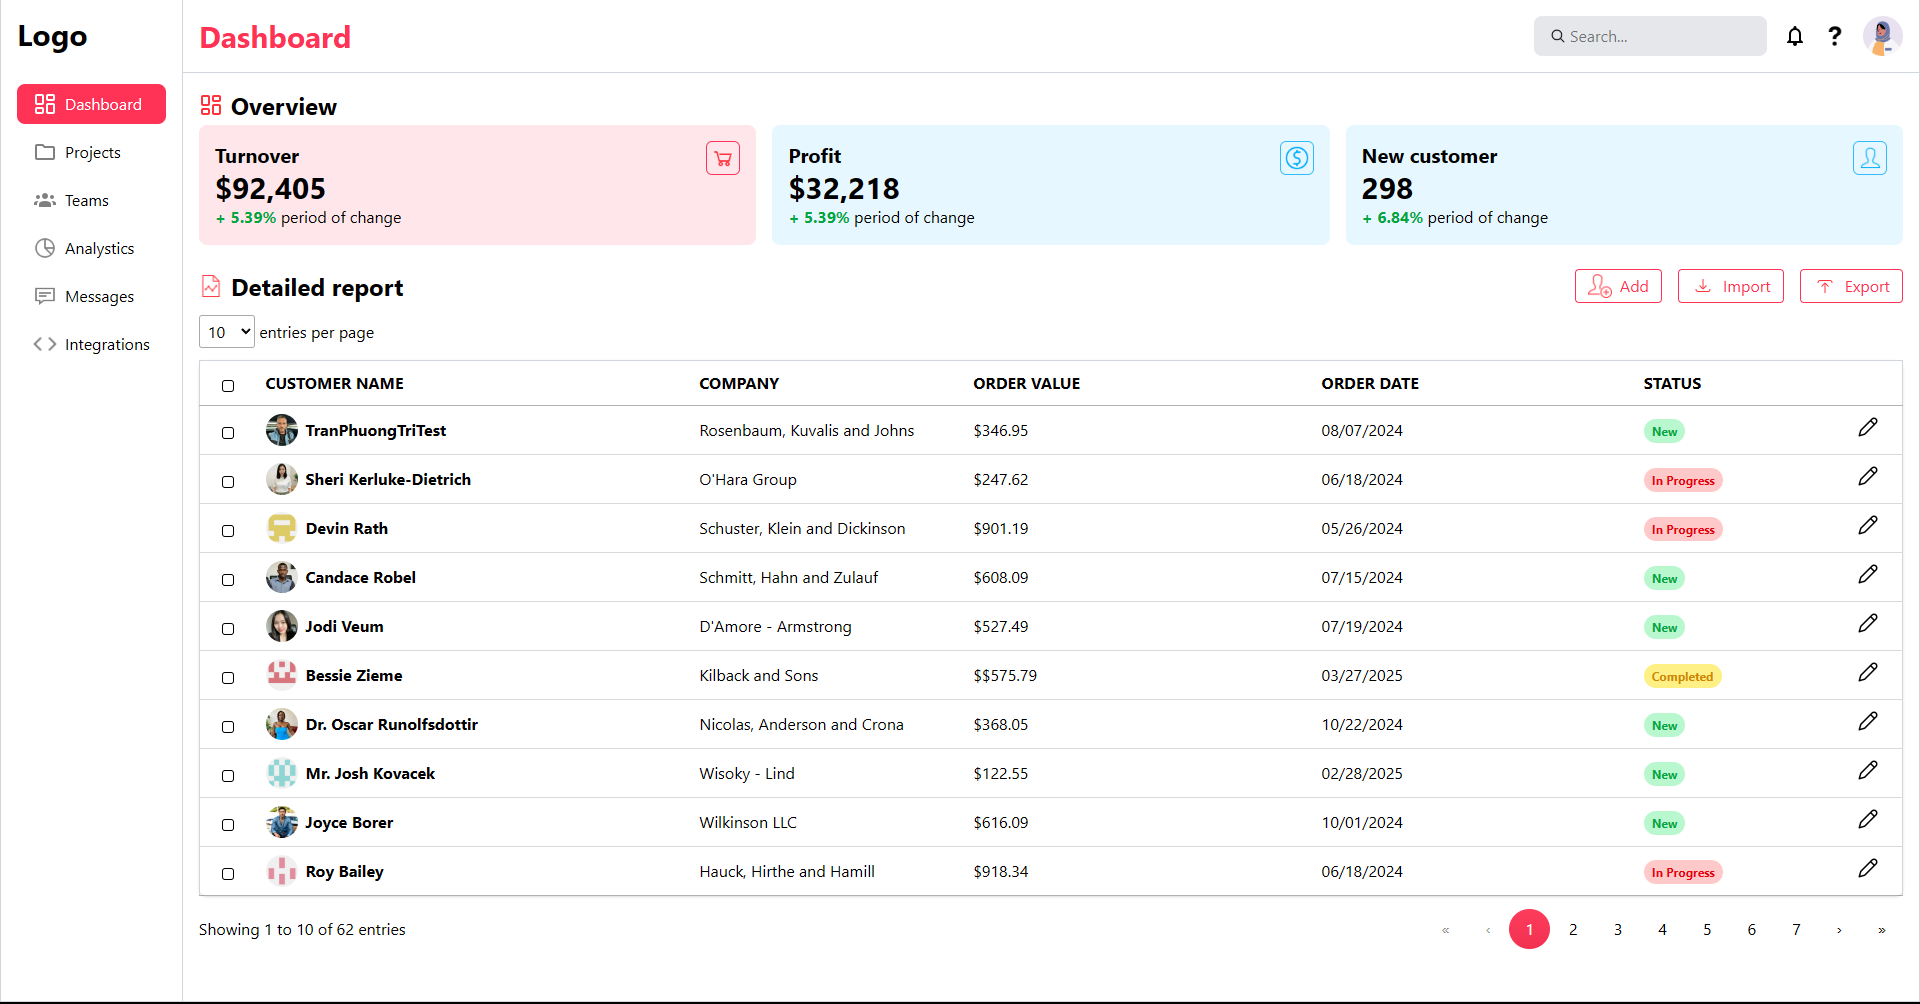 Logo
Dashboard
Search...
Dashboard
Projects
Teams
Analystics
Messages
Integrations
Overview
Turnover
$92,405
+ 5.39% period of change
Profit
$32,218
+ 5.39% period of change
New customer
298
+ 6.84% period of change
Detailed report
Add
Import
Export
10 entries per page
CUSTOMER NAME COMPANY ORDER VALUE ORDER DATE STATUS
TranPhuongTriTest Rosenbaum, Kuvalis and Johns $346.95 08/07/2024 New
Sheri Kerluke-Dietrich O'Hara Group $247.62 06/18/2024 In Progress
Devin Rath Schuster, Klein and Dickinson $901.19 05/26/2024 In Progress
Candace Robel Schmitt, Hahn and Zulauf $608.09 07/15/2024 New
Jodi Veum D'Amore - Armstrong $527.49 07/19/2024 New
Bessie Zieme Kilback and Sons $$575.79 03/27/2025 Completed
Dr. Oscar Runolfsdottir Nicolas, Anderson and Crona $368.05 10/22/2024 New
Mr. Josh Kovacek Wisoky - Lind $122.55 02/28/2025 New
Joyce Borer Wilkinson LLC $616.09 10/01/2024 New
Roy Bailey Hauck, Hirthe and Hamill $918.34 06/18/2024 In Progress
Showing 1 to 10 of 62 entries
« ‹ 1 2 3 4 5 6 7 › »